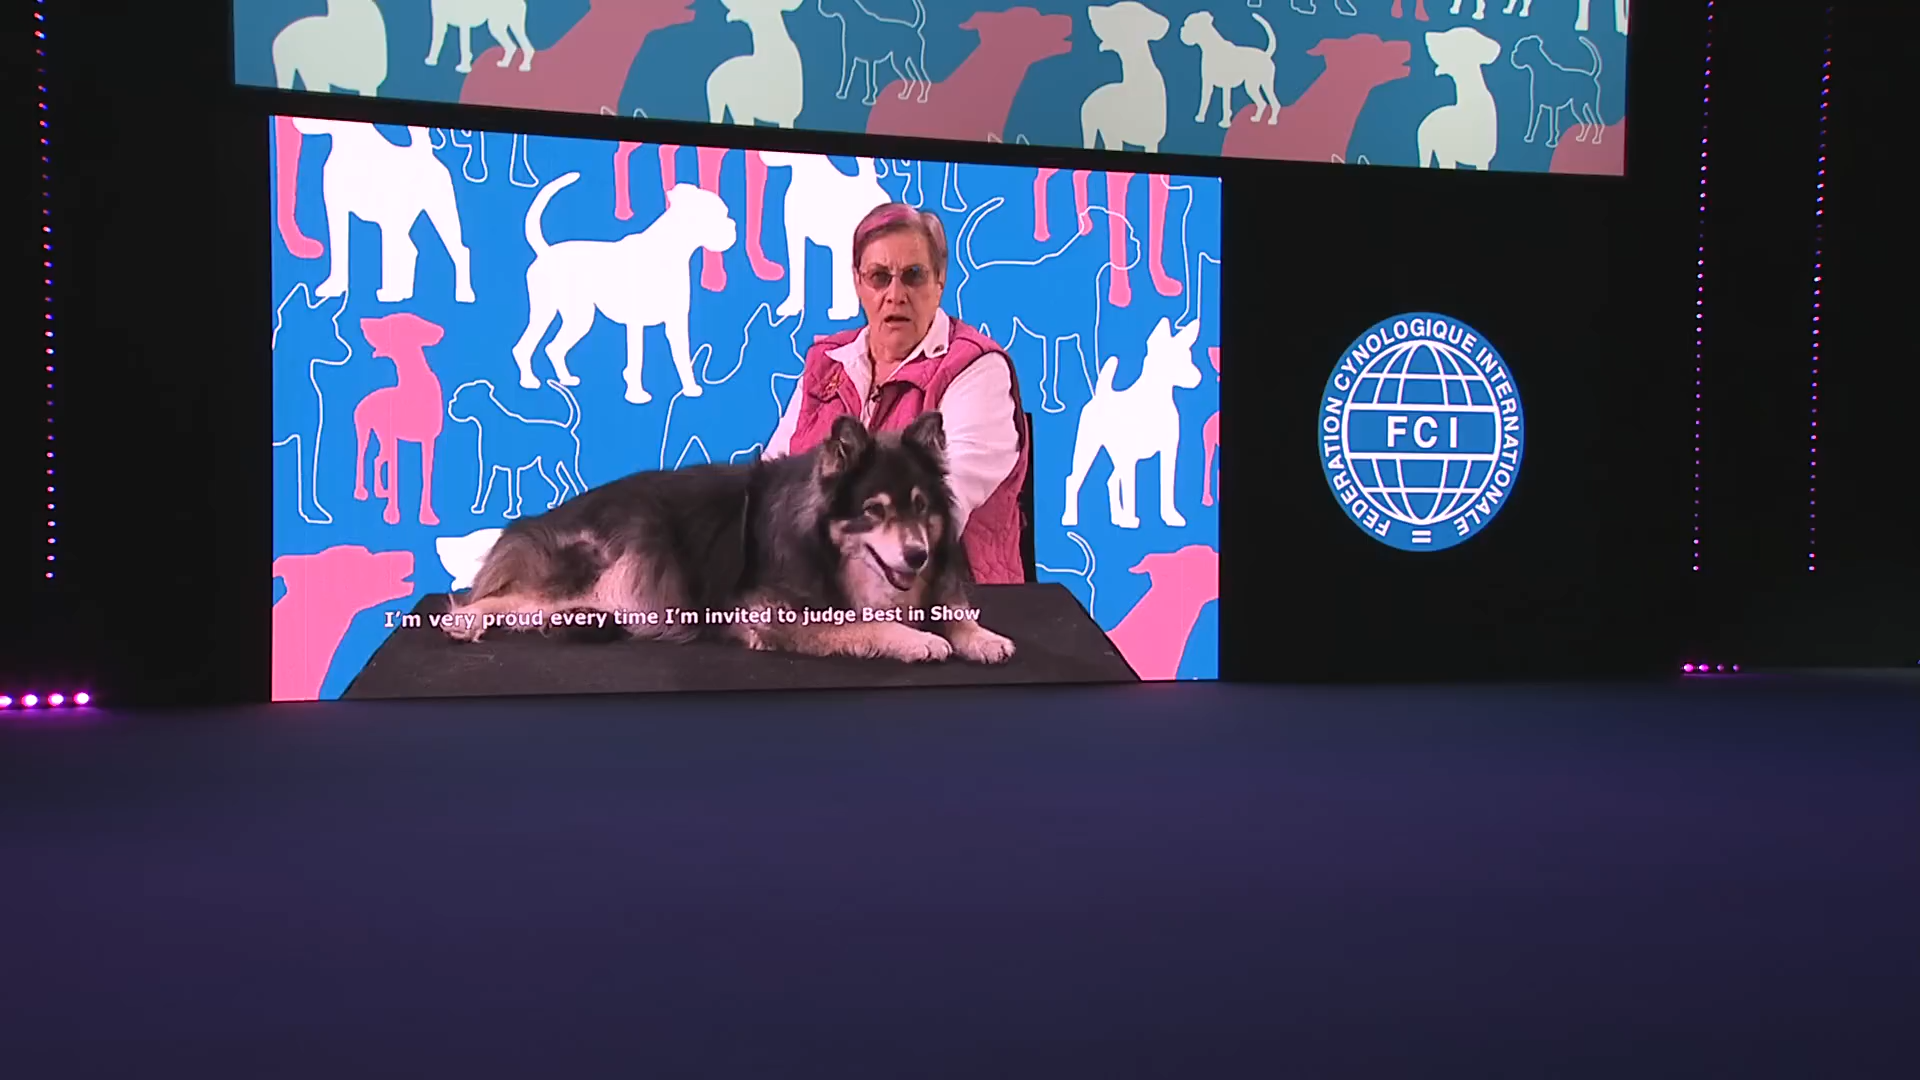 I'm very proud every time I'm invited to judge Best in Show
FEDERATION CYNOLOGIQUE INTERNATIONALE
FCI